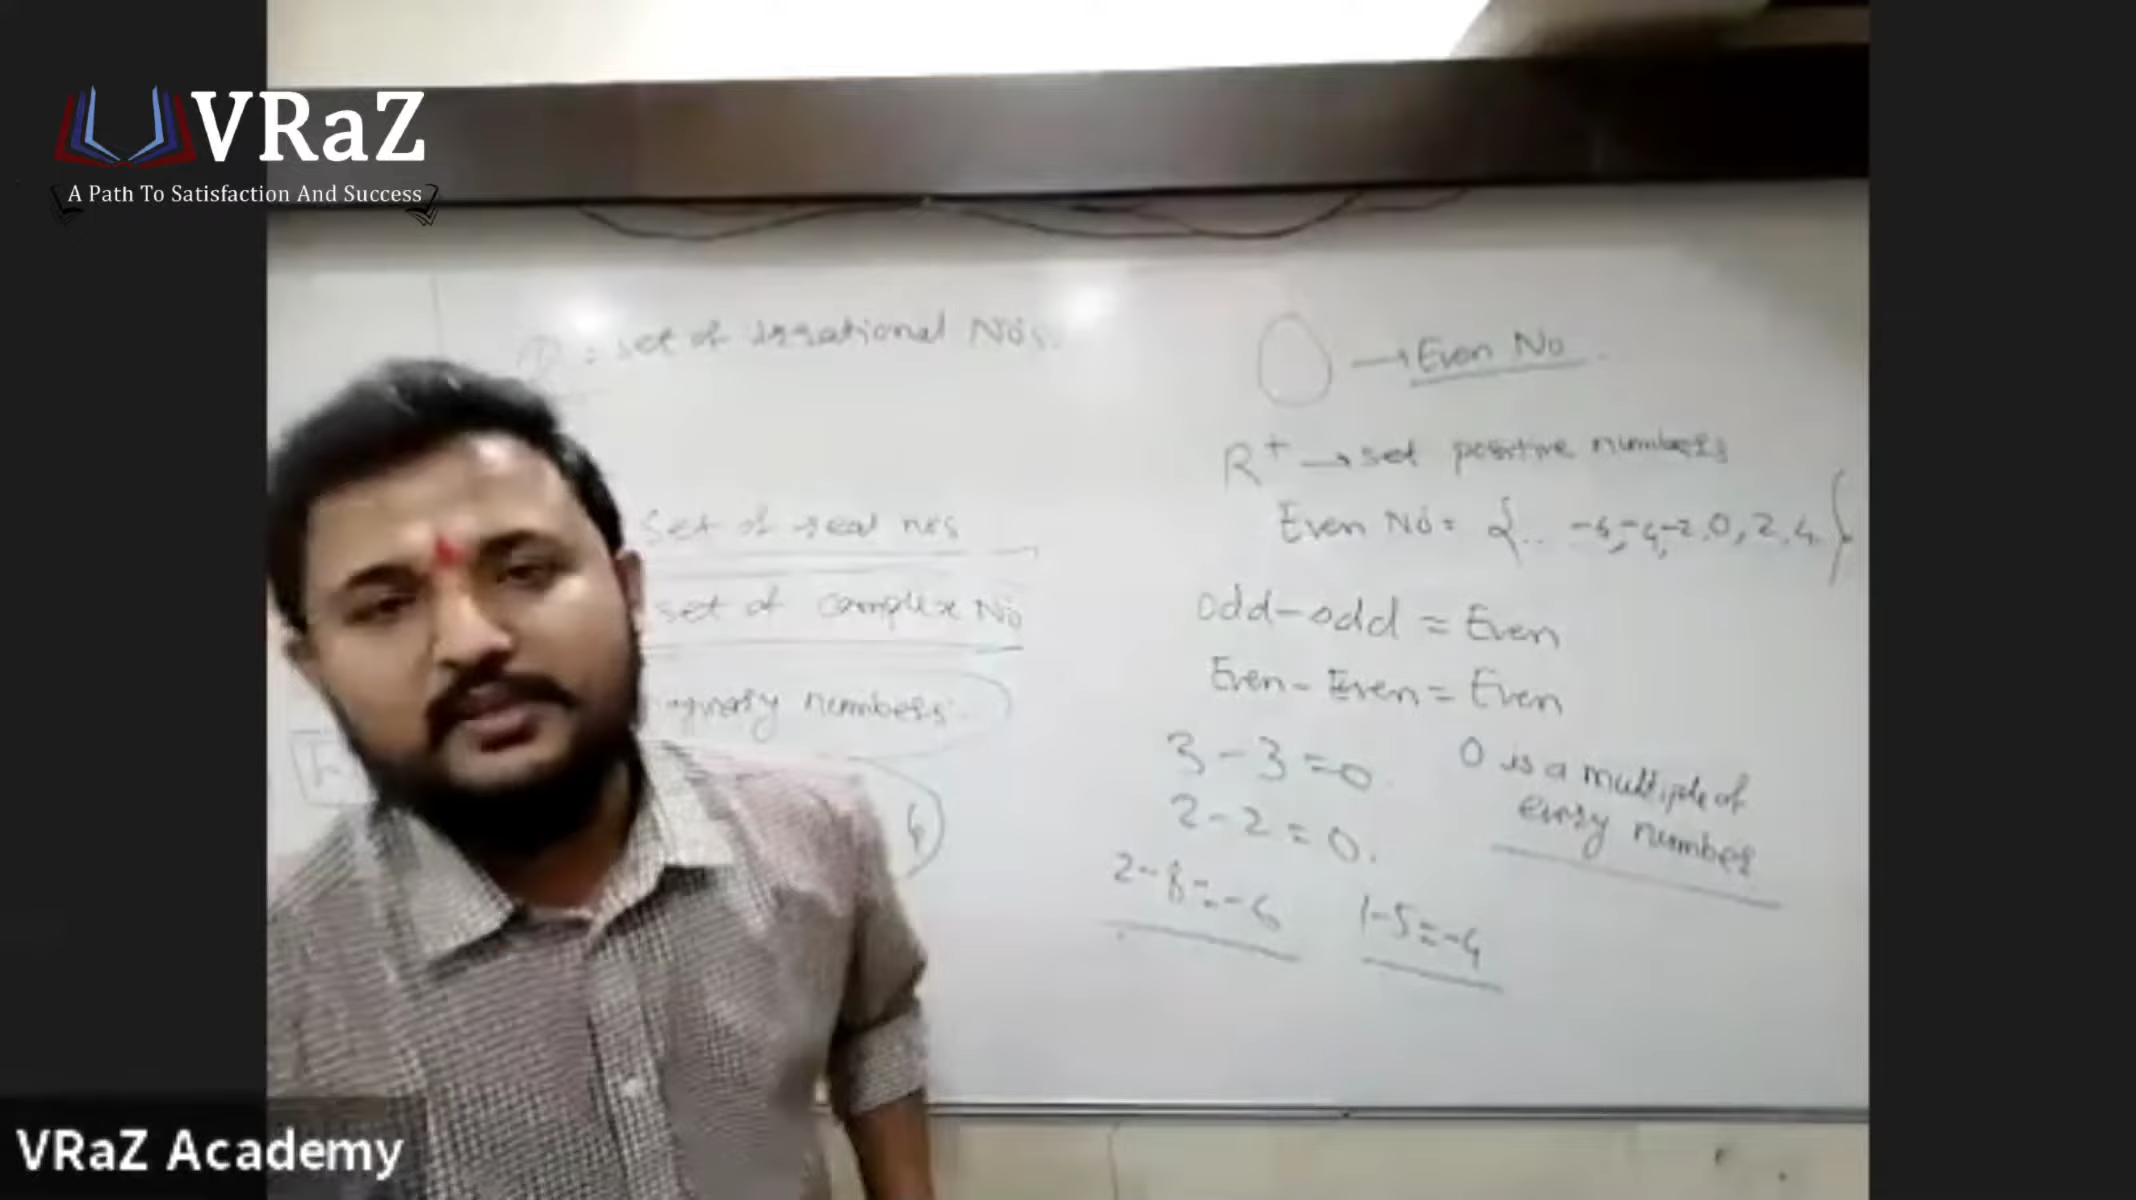 VRaZ
A Path To Satisfaction And Success
= set of irrational Nos.
set of real nos
set of complex No
numbers.
0 → Even No.
R+ → set positive numbers
Even No = {.. -4, -2, 0, 2, 4 }
odd-odd = Even
Even - Even = Even
3-3=0.
2-2=0.
0 is a multiple of
every number
2-8=-6
1-5=-4
VRaZ Academy